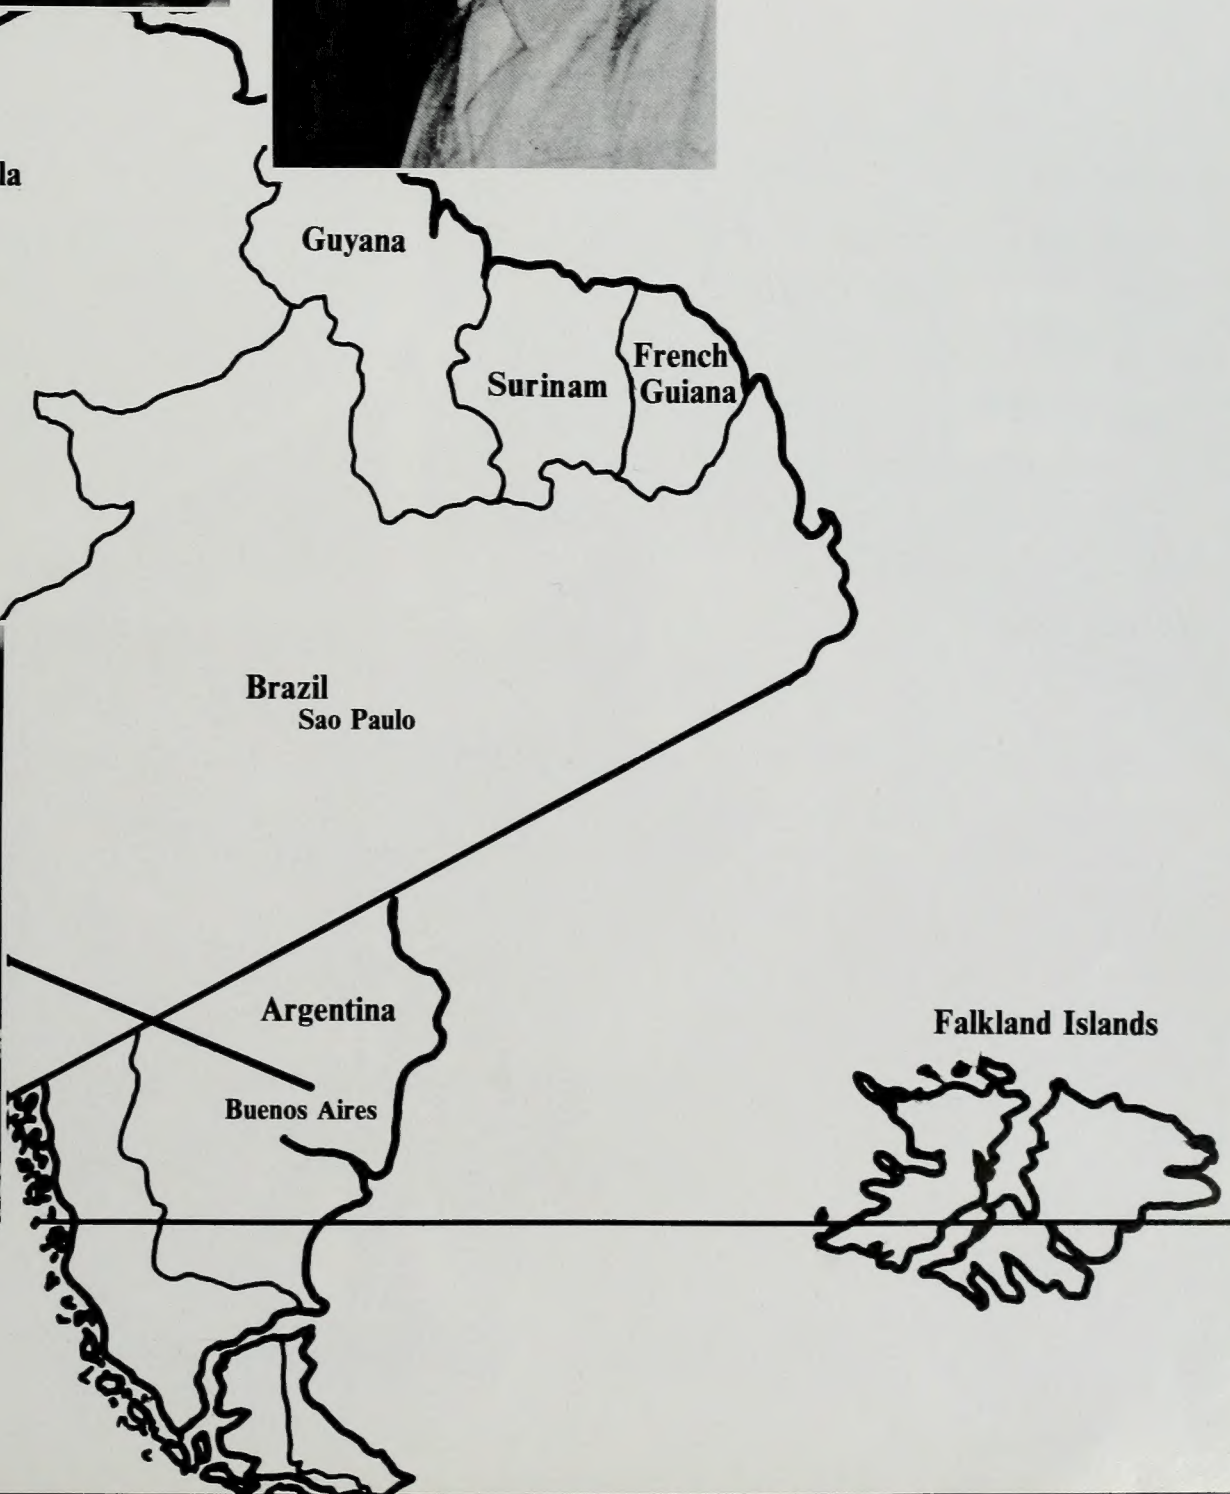 la
Guyana
French
Surinam
Guiana
Brazil
Sao Paulo
Argentina
Falkland Islands
Buenos Aires